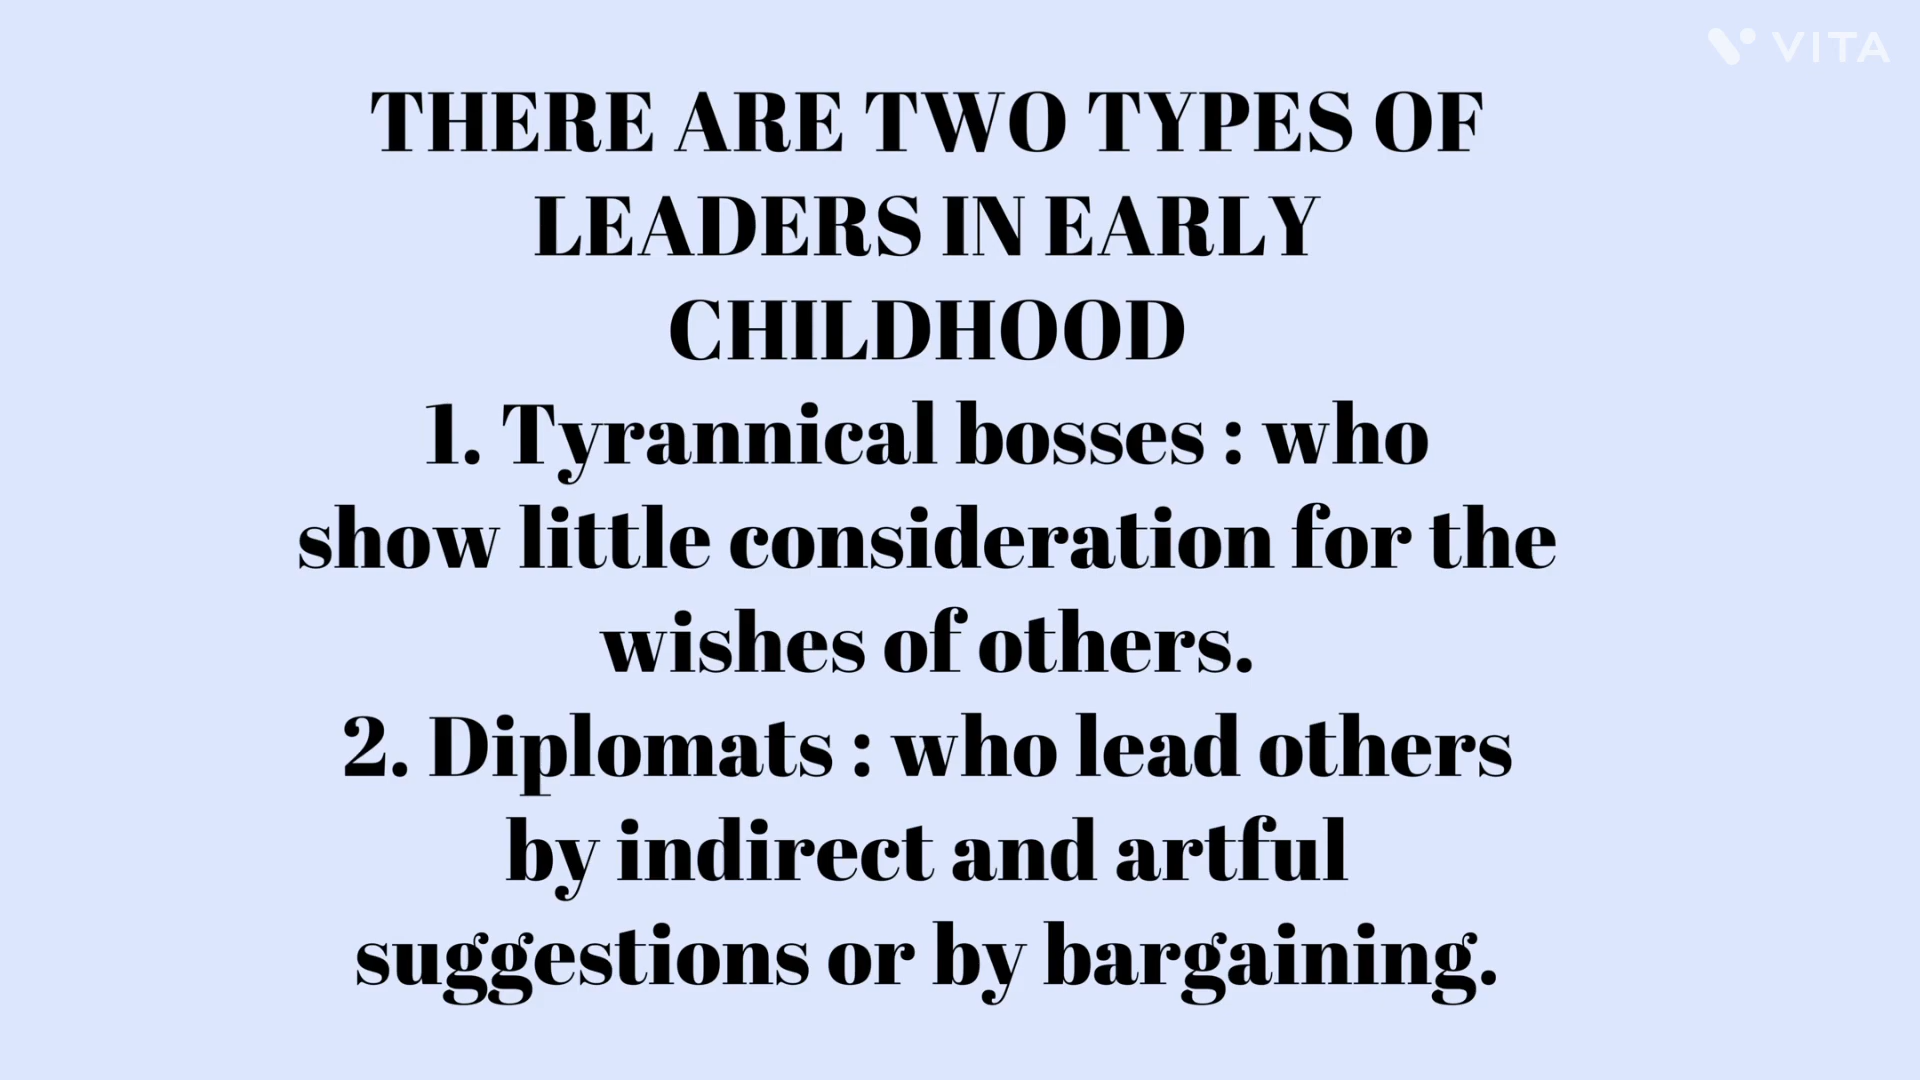 VITA
THERE ARE TWO TYPES OF
LEADERS IN EARLY
CHILDHOOD
1. Tyrannical bosses : who
show little consideration for the
wishes of others.
2. Diplomats : who lead others
by indirect and artful
suggestions or by bargaining.